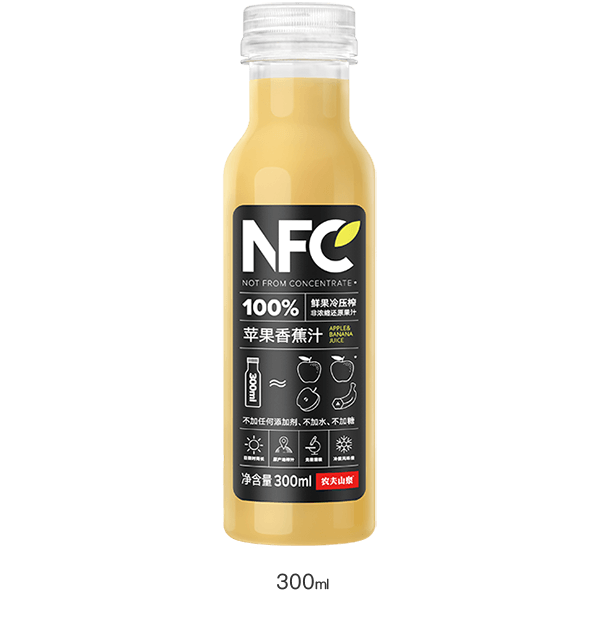 NFC
NOT FROM CONCENTRATE
100%
鲜果冷压榨
非浓缩还原果汁
苹果香蕉汁
APPLE&
BANANA
JUICE
300ml
≈
不加任何添加剂、不加水、不加糖
净含量300ml
农夫山泉
300ml